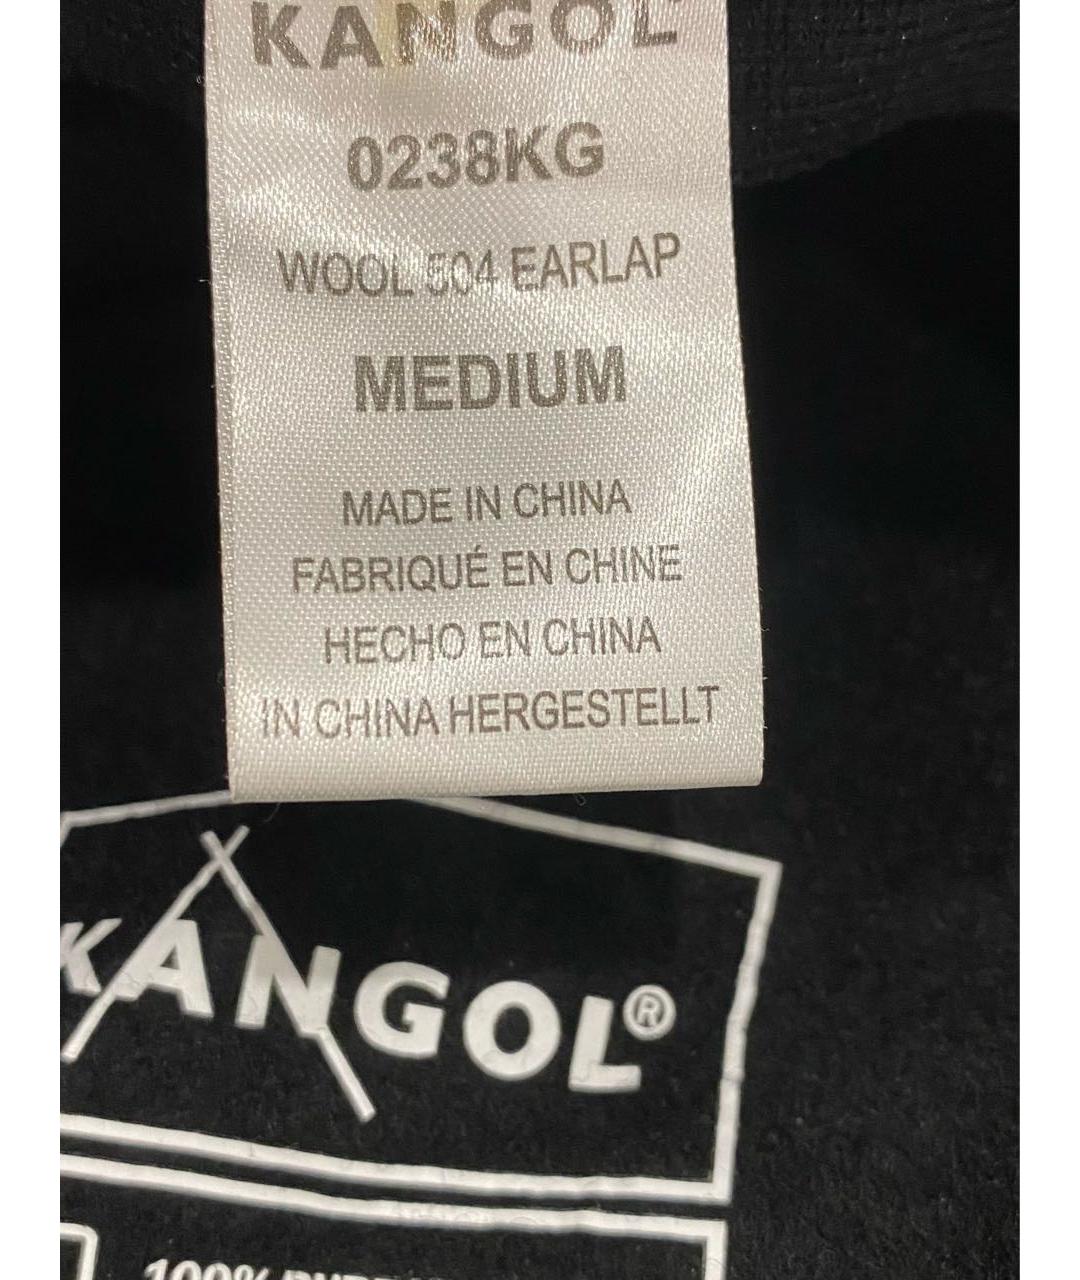 KANGOL
0238KG
WOOL 504 EARLAP
MEDIUM
MADE IN CHINA
FABRIQUÉ EN CHINE
HECHO EN CHINA
IN CHINA HERGESTELLT
KANGOL®
100%